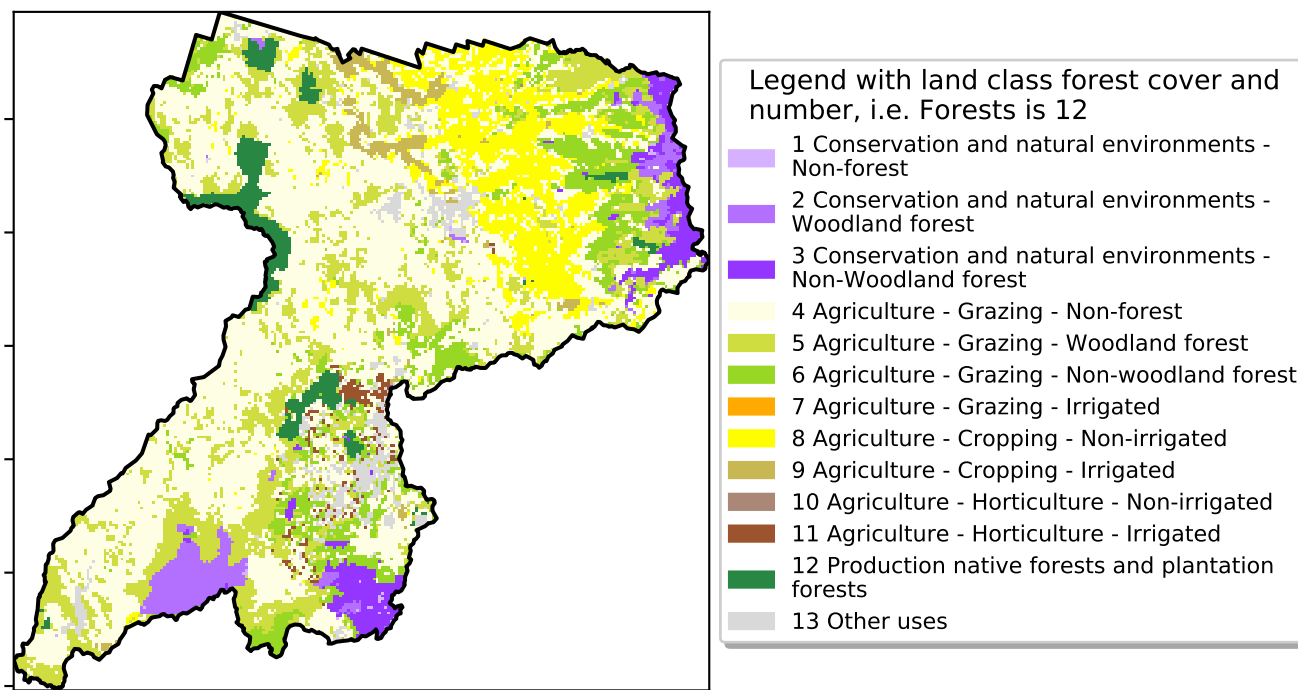 Legend with land class forest cover and
number, i.e. Forests is 12
1 Conservation and natural environments -
Non-forest
2 Conservation and natural environments -
Woodland forest
3 Conservation and natural environments -
Non-Woodland forest
4 Agriculture - Grazing - Non-forest
5 Agriculture - Grazing - Woodland forest
6 Agriculture - Grazing - Non-woodland forest
7 Agriculture - Grazing - Irrigated
8 Agriculture - Cropping - Non-irrigated
9 Agriculture - Cropping - Irrigated
10 Agriculture - Horticulture - Non-irrigated
11 Agriculture - Horticulture - Irrigated
12 Production native forests and plantation
forests
13 Other uses